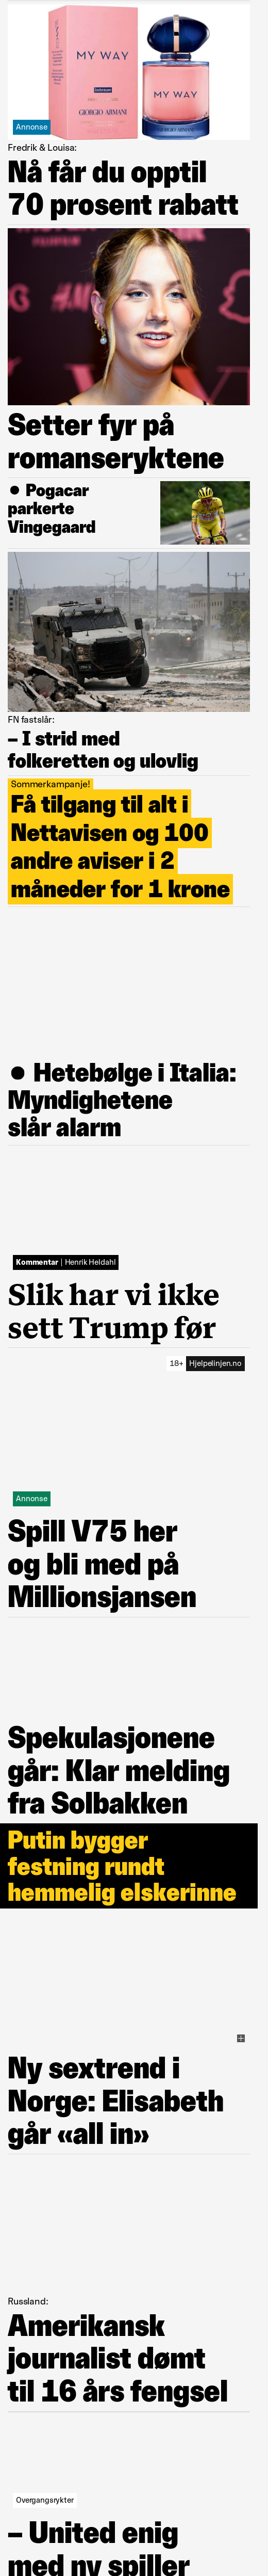 MY WAY
GIORGIO ARMANI
MY WAY
GIORGIO ARMANI
Annonse
Fredrik & Louisa:
Nå får du opptil
70 prosent rabatt
Setter fyr på
romanseryktene
● Pogacar
parkerte
Vingegaard
FN fastslår:
– I strid med
folkeretten og ulovlig
Sommerkampanje!
Få tilgang til alt i
Nettavisen og 100
andre aviser i 2
måneder for 1 krone
● Hetebølge i Italia:
Myndighetene
slår alarm
Kommentar | Henrik Heldahl
Slik har vi ikke
sett Trump før
18+ Hjelpelinjen.no
Annonse
Spill V75 her
og bli med på
Millionsjansen
Spekulasjonene
går: Klar melding
fra Solbakken
Putin bygger
festning rundt
hemmelig elskerinne
Ny sextrend i
Norge: Elisabeth
går «all in»
Russland:
Amerikansk
journalist dømt
til 16 års fengsel
Overgangsrykter
– United enig
med ny spiller